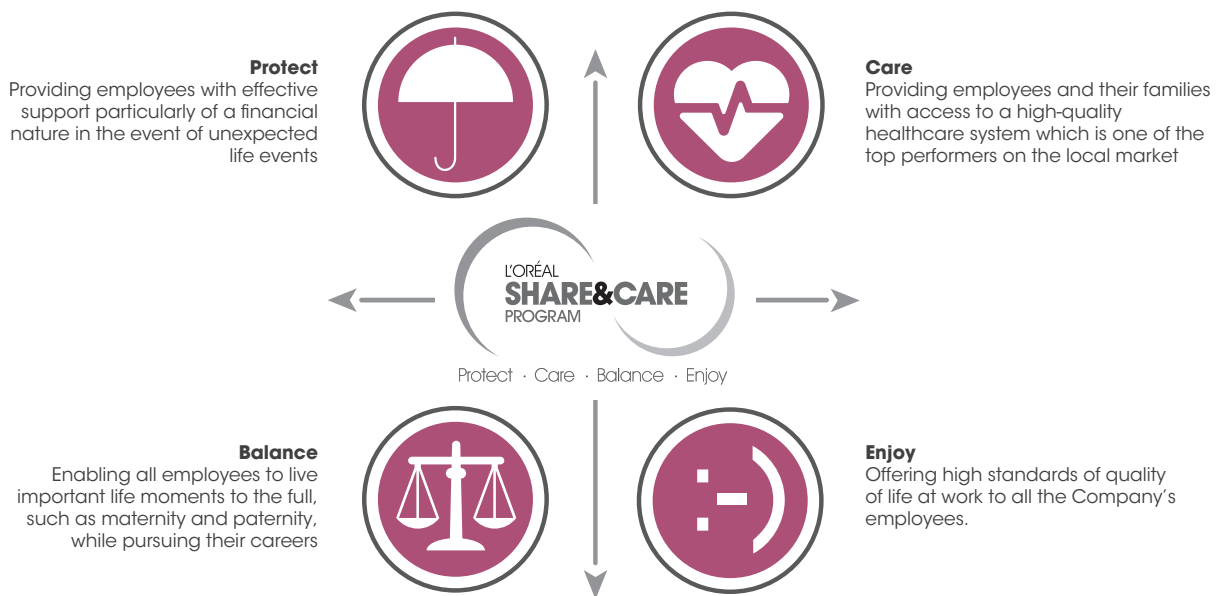 Protect
Providing employees with effective
support particularly of a financial
nature in the event of unexpected
life events
Care
Providing employees and their families
with access to a high-quality
healthcare system which is one of the
top performers on the local market
L'ORÉAL
SHARE&CARE
PROGRAM
Protect · Care · Balance · Enjoy
Balance
Enabling all employees to live
important life moments to the full,
such as maternity and paternity,
while pursuing their careers
Enjoy
Offering high standards of quality
of life at work to all the Company's
employees.